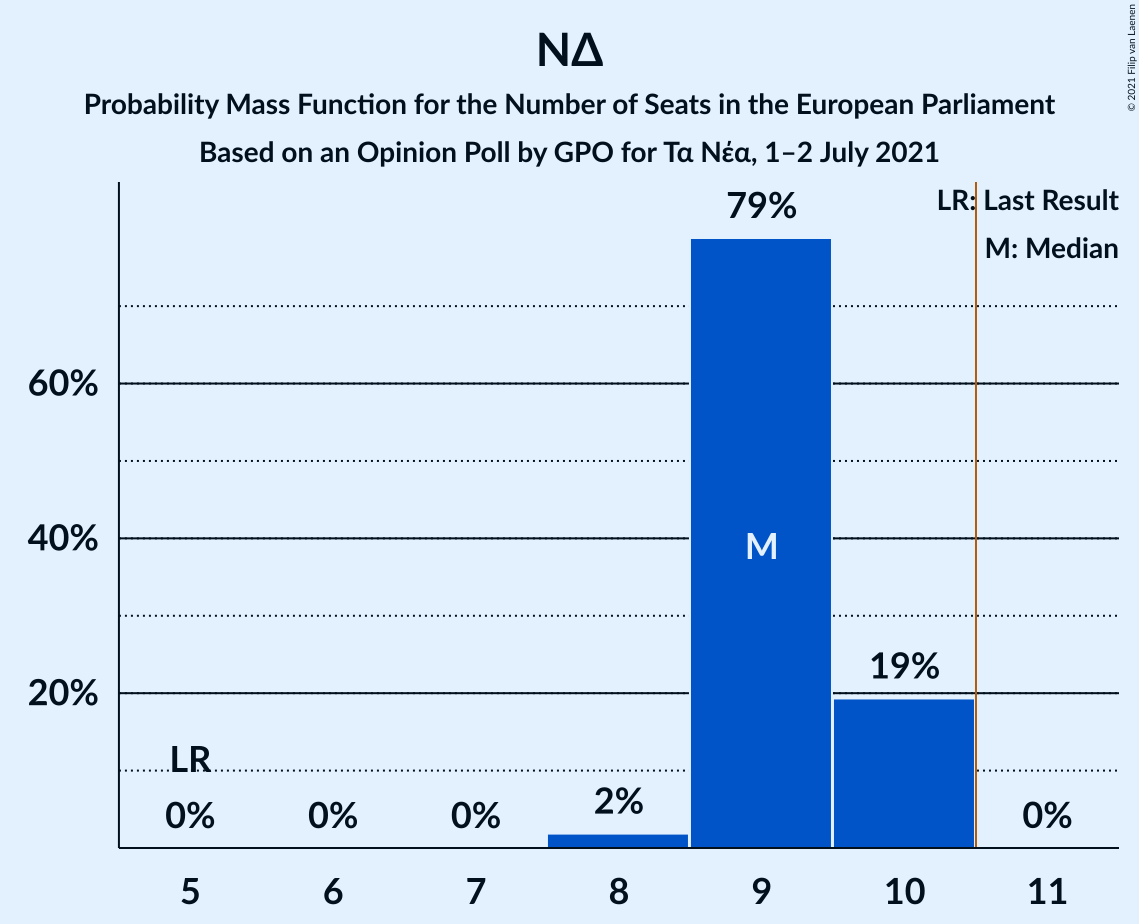 ΝΔ
Probability Mass Function for the Number of Seats in the European Parliament
Based on an Opinion Poll by GPO for Τα Νέα, 1–2 July 2021
© 2021 Filip van Laenen
LR: Last Result
M: Median
79%
60%
40%
M
19%
20%
LR
0%
0%
0%
2%
0%
5
6
7
8
9
10
11